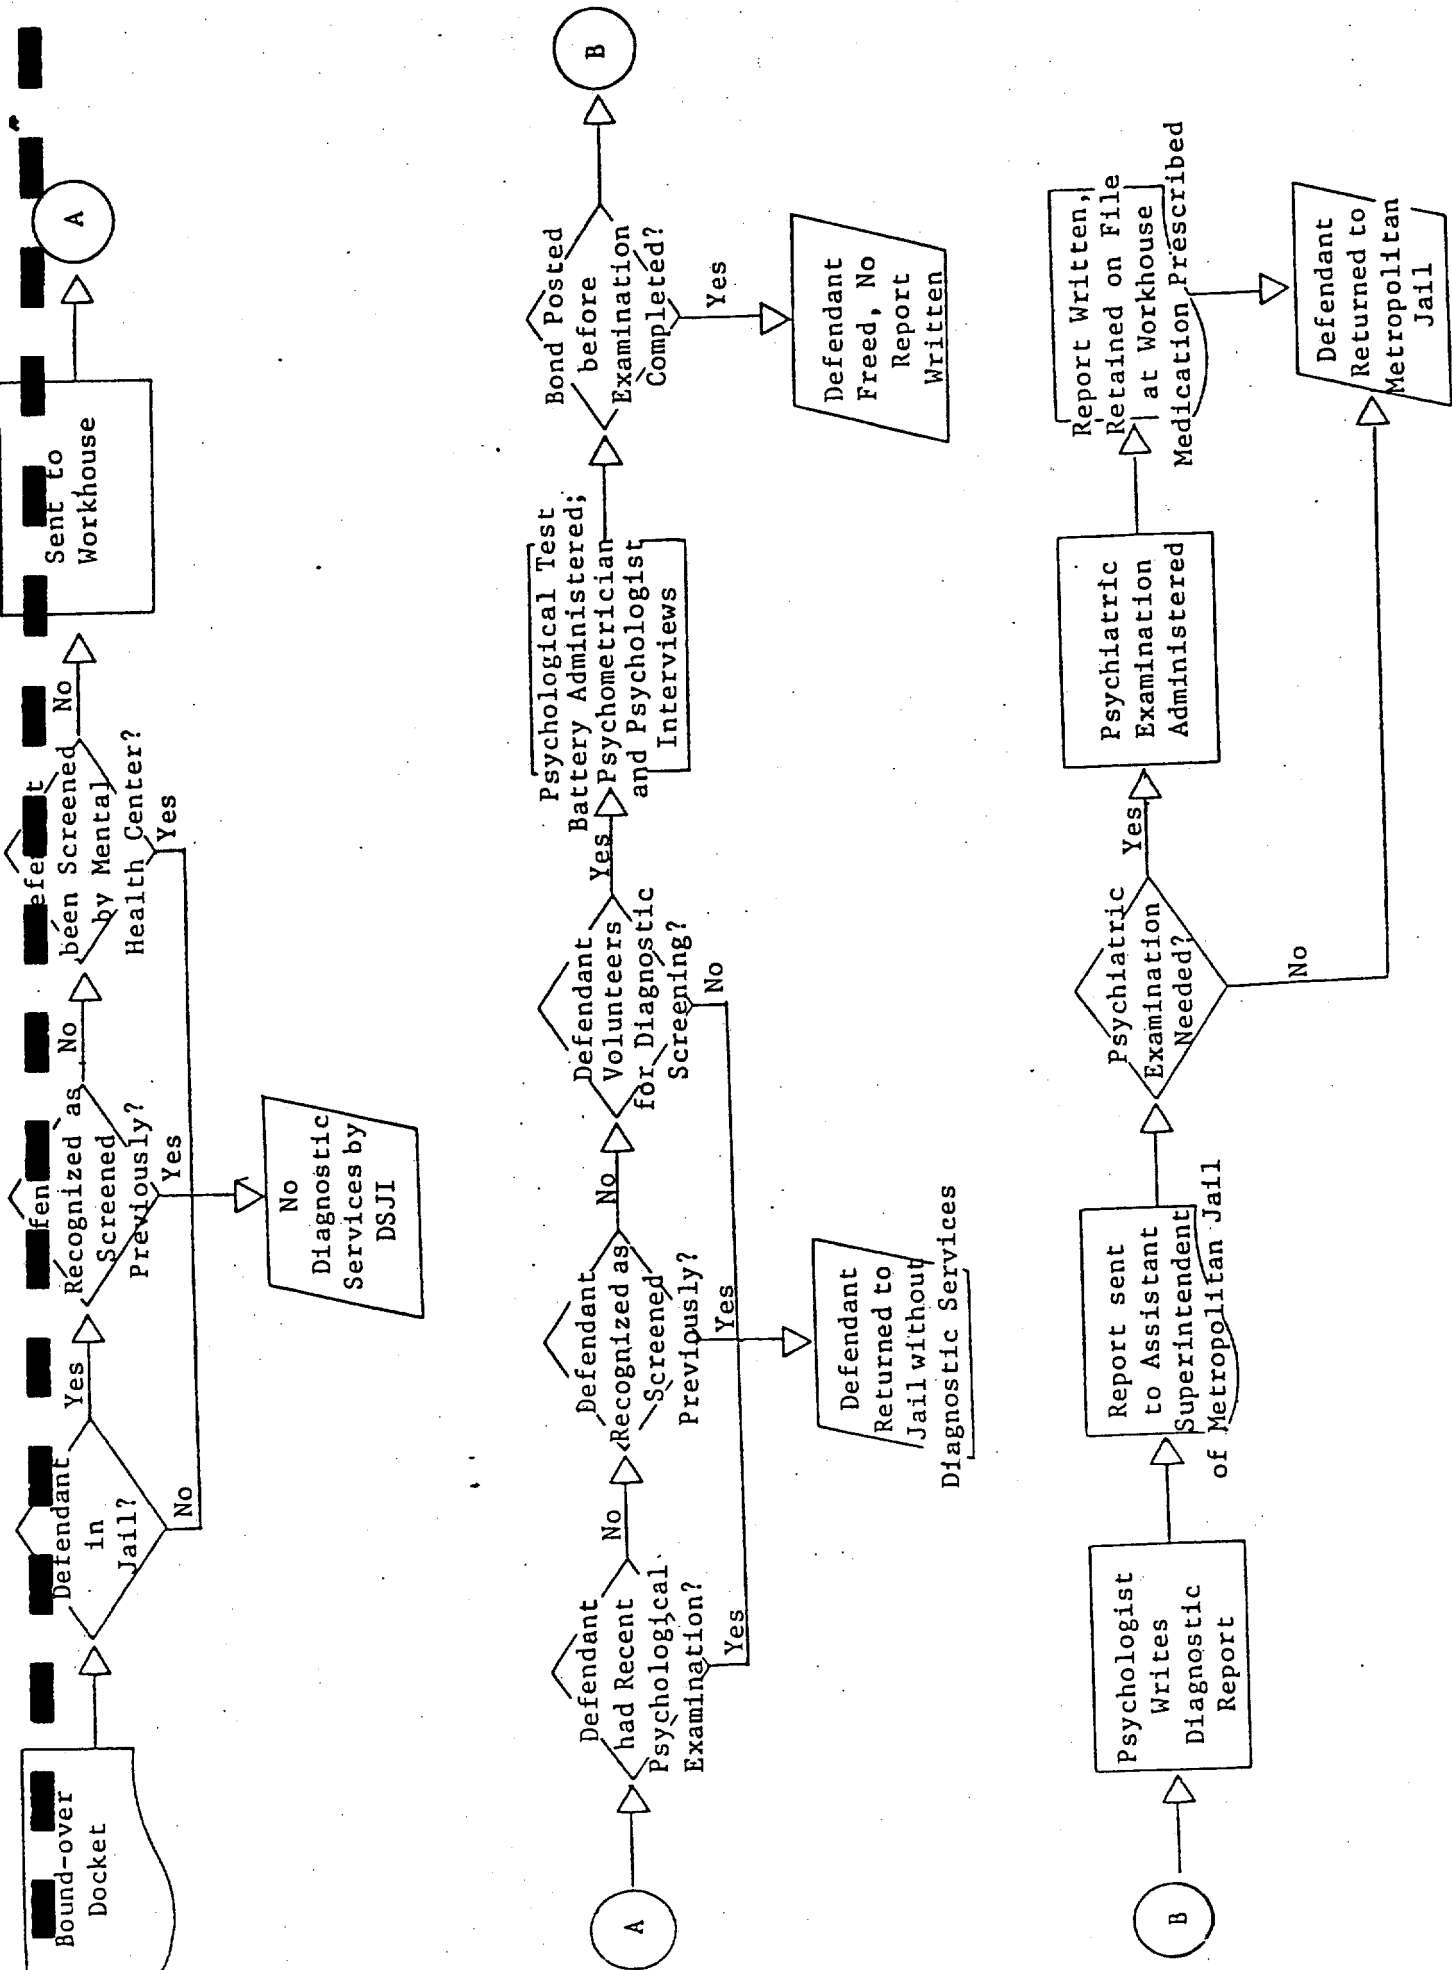 Bound-over
Docket
Defendant
in
Jail?
Yes
No
Recognized as
Screened
Previously?
No
Yes
been Screened
by Mental
Health Center?
No
Yes
Sent to
Workhouse
A
No
Diagnostic
Services by
DSJI
A
Defendant
had Recent
Psychological
Examination?
No
Yes
Defendant
Recognized as
Screened
Previously?
No
Yes
Defendant
Volunteers
for Diagnostic
Screening?
Yes
No
Psychological Test
Battery Administered;
Psychometrician
and Psychologist
Interviews
Bond Posted
before
Examination
Completed?
Yes
B
Defendant
Returned to
Jail without
Diagnostic Services
Defendant
Freed, No
Report
Written
B
Psychologist
Writes
Diagnostic
Report
Report sent
to Assistant
Superintendent
of Metropolitan Jail
Psychiatric
Examination
Needed?
Yes
No
Psychiatric
Examination
Administered
Report Written,
Retained on File
at Workhouse
Medication Prescribed
Defendant
Returned to
Metropolitan
Jail